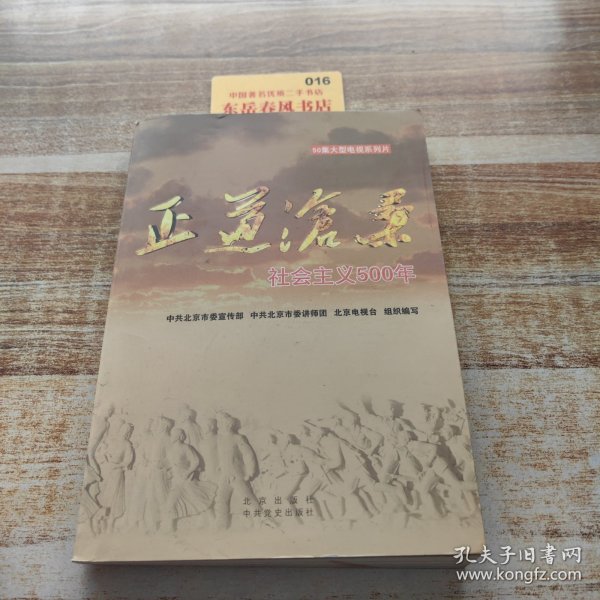 016
中国著名优质二手书店
东岳春风书店
50集大型电视系列片
正道沧桑
社会主义500年
中共北京市委宣传部 中共北京市委讲师团 北京电视台 组织编写
北京出版社
中共党史出版社
孔夫子旧书网
www.kongfz.com